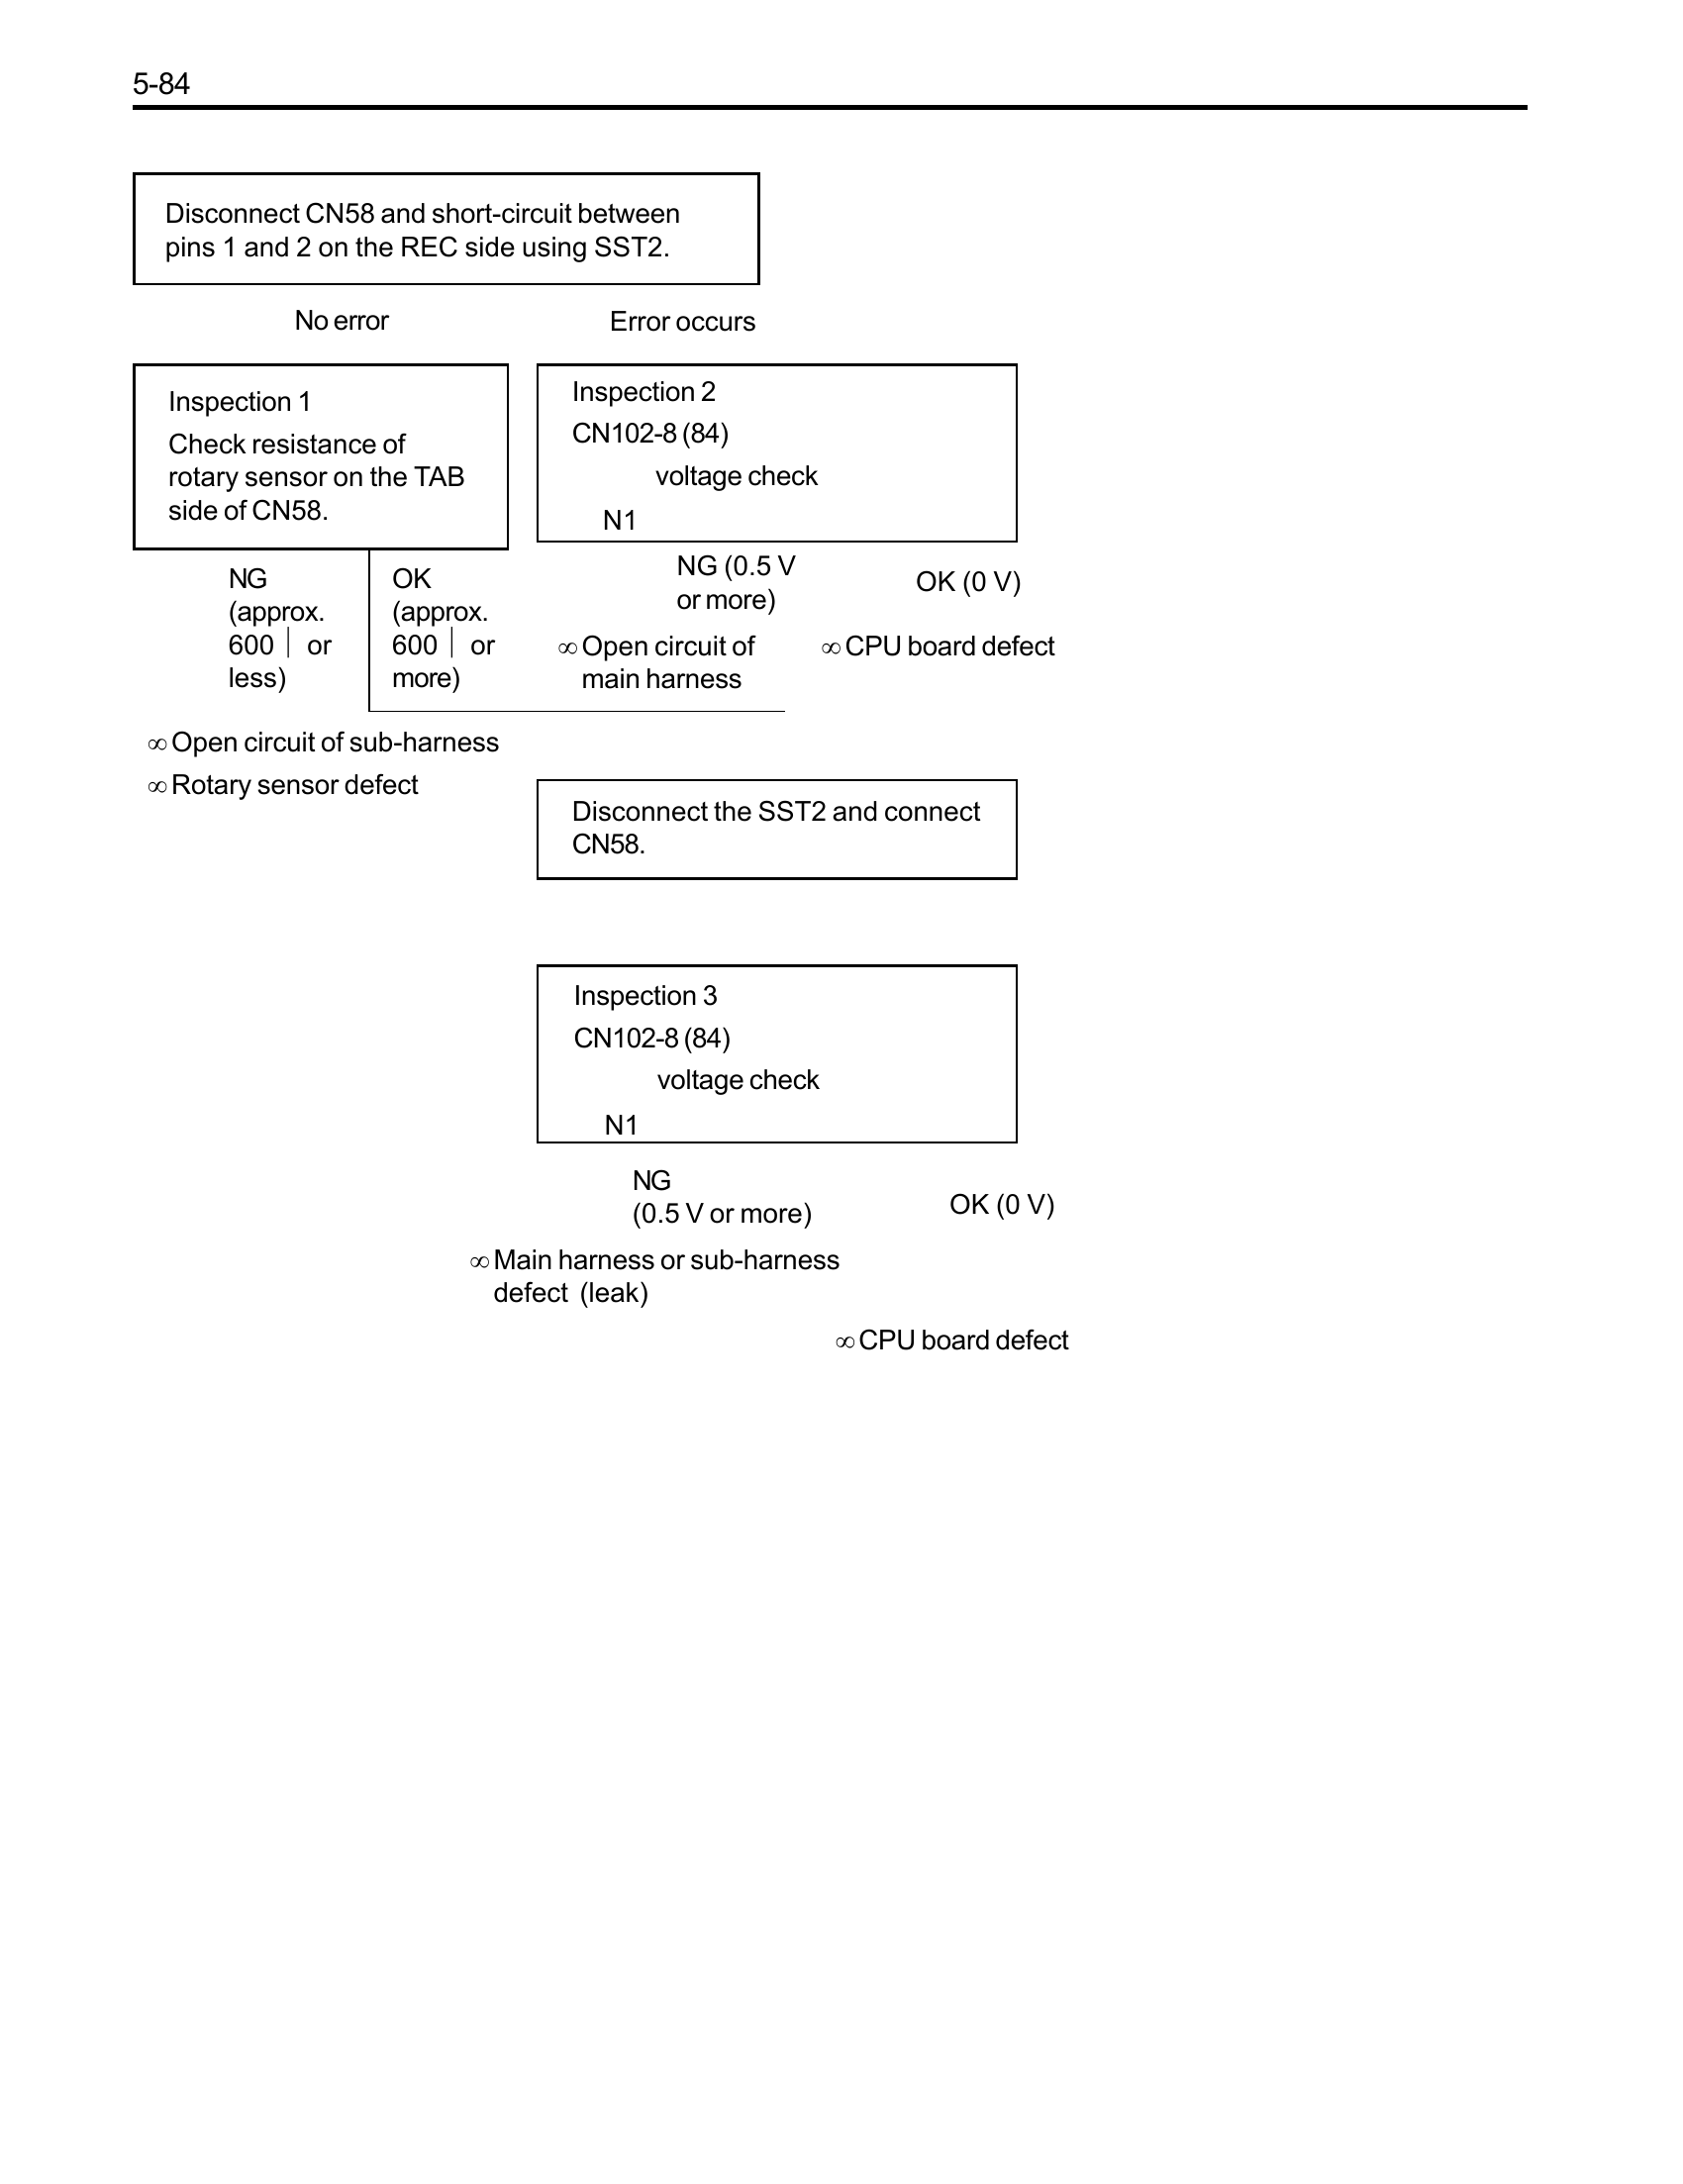 5-84
Disconnect CN58 and short-circuit between
pins 1 and 2 on the REC side using SST2.
No error
Error occurs
Inspection 1
Check resistance of
rotary sensor on the TAB
side of CN58.
Inspection 2
CN102-8 (84)
voltage check
N1
NG
(approx.
600 │ or
less)
OK
(approx.
600 │ or
more)
NG (0.5 V
or more)
OK (0 V)
∞ Open circuit of
main harness
∞ CPU board defect
∞ Open circuit of sub-harness
∞ Rotary sensor defect
Disconnect the SST2 and connect
CN58.
Inspection 3
CN102-8 (84)
voltage check
N1
NG
(0.5 V or more)
OK (0 V)
∞ Main harness or sub-harness
defect (leak)
∞ CPU board defect